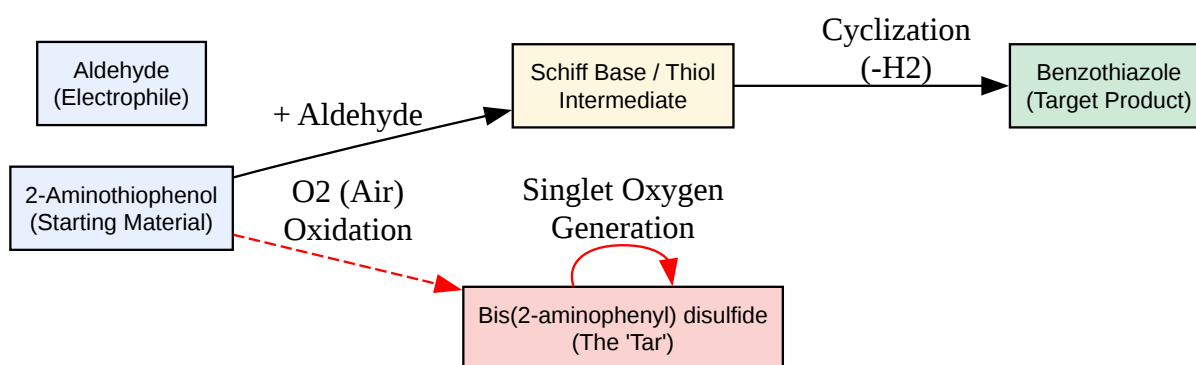 Aldehyde
(Electrophile)
+ Aldehyde
Schiff Base / Thiol
Intermediate
Cyclization
(-H2)
Benzothiazole
(Target Product)
2-Aminothiophenol
(Starting Material)
O2 (Air)
Oxidation
Singlet Oxygen
Generation
Bis(2-aminophenyl) disulfide
(The 'Tar')